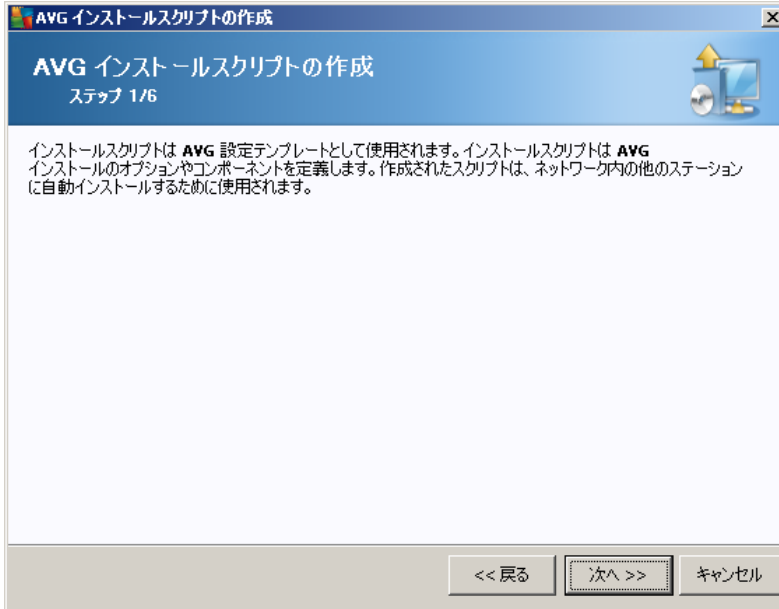 AVG インストールスクリプトの作成
AVG インストールスクリプトの作成
ステップ 1/6
インストールスクリプトは AVG 設定テンプレートとして使用されます。インストールスクリプトは AVG
インストールのオプションやコンポーネントを定義します。作成されたスクリプトは、ネットワーク内の他のステーション
に自動インストールするために使用されます。
<< 戻る
次へ >>
キャンセル